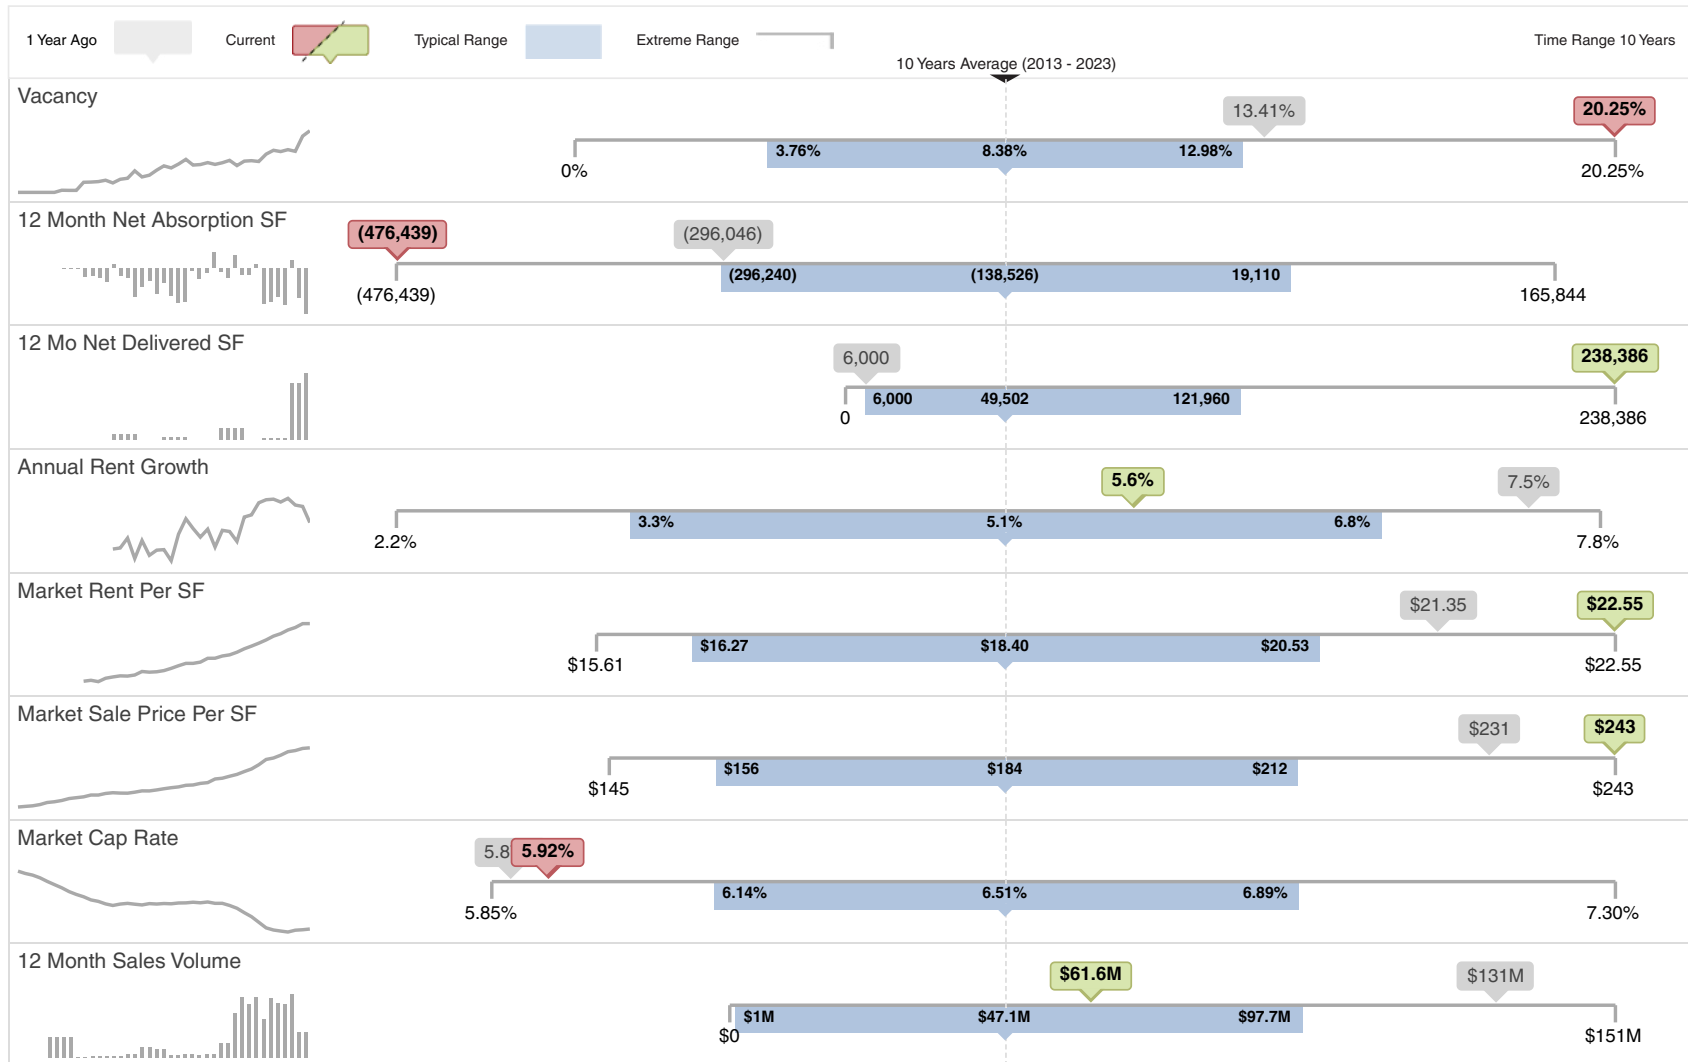 1 Year Ago Current Typical Range Extreme Range Time Range 10 Years
10 Years Average (2013 - 2023)
Vacancy
13.41% 20.25%
3.76% 8.38% 12.98%
0% 20.25%
12 Month Net Absorption SF
(476,439) (296,046)
(296,240) (138,526) 19,110
(476,439) 165,844
12 Mo Net Delivered SF
6,000 238,386
6,000 49,502 121,960
0 238,386
Annual Rent Growth
5.6% 7.5%
3.3% 5.1% 6.8%
2.2% 7.8%
Market Rent Per SF
$21.35 $22.55
$16.27 $18.40 $20.53
$15.61 $22.55
Market Sale Price Per SF
$231 $243
$156 $184 $212
$145 $243
Market Cap Rate
5.92%
6.14% 6.51% 6.89%
5.85% 7.30%
12 Month Sales Volume
$61.6M $131M
$1M $47.1M $97.7M
$0 $151M